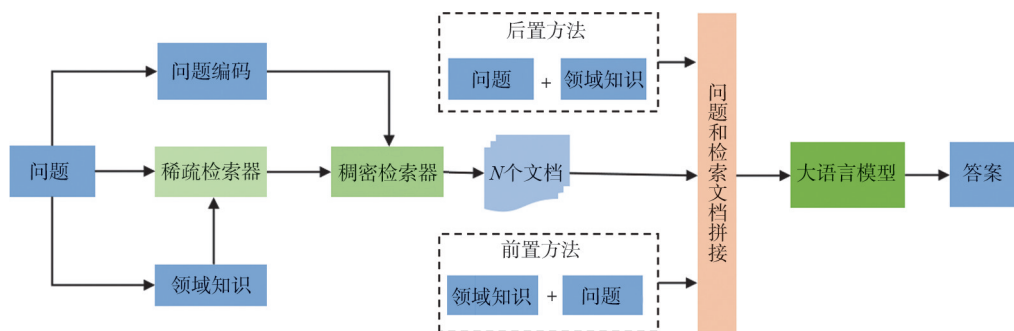 后置方法
问题 + 领域知识
问题编码
问题
稀疏检索器
稠密检索器
N个文档
问题和检索文档拼接
大语言模型
答案
前置方法
领域知识 + 问题
领域知识